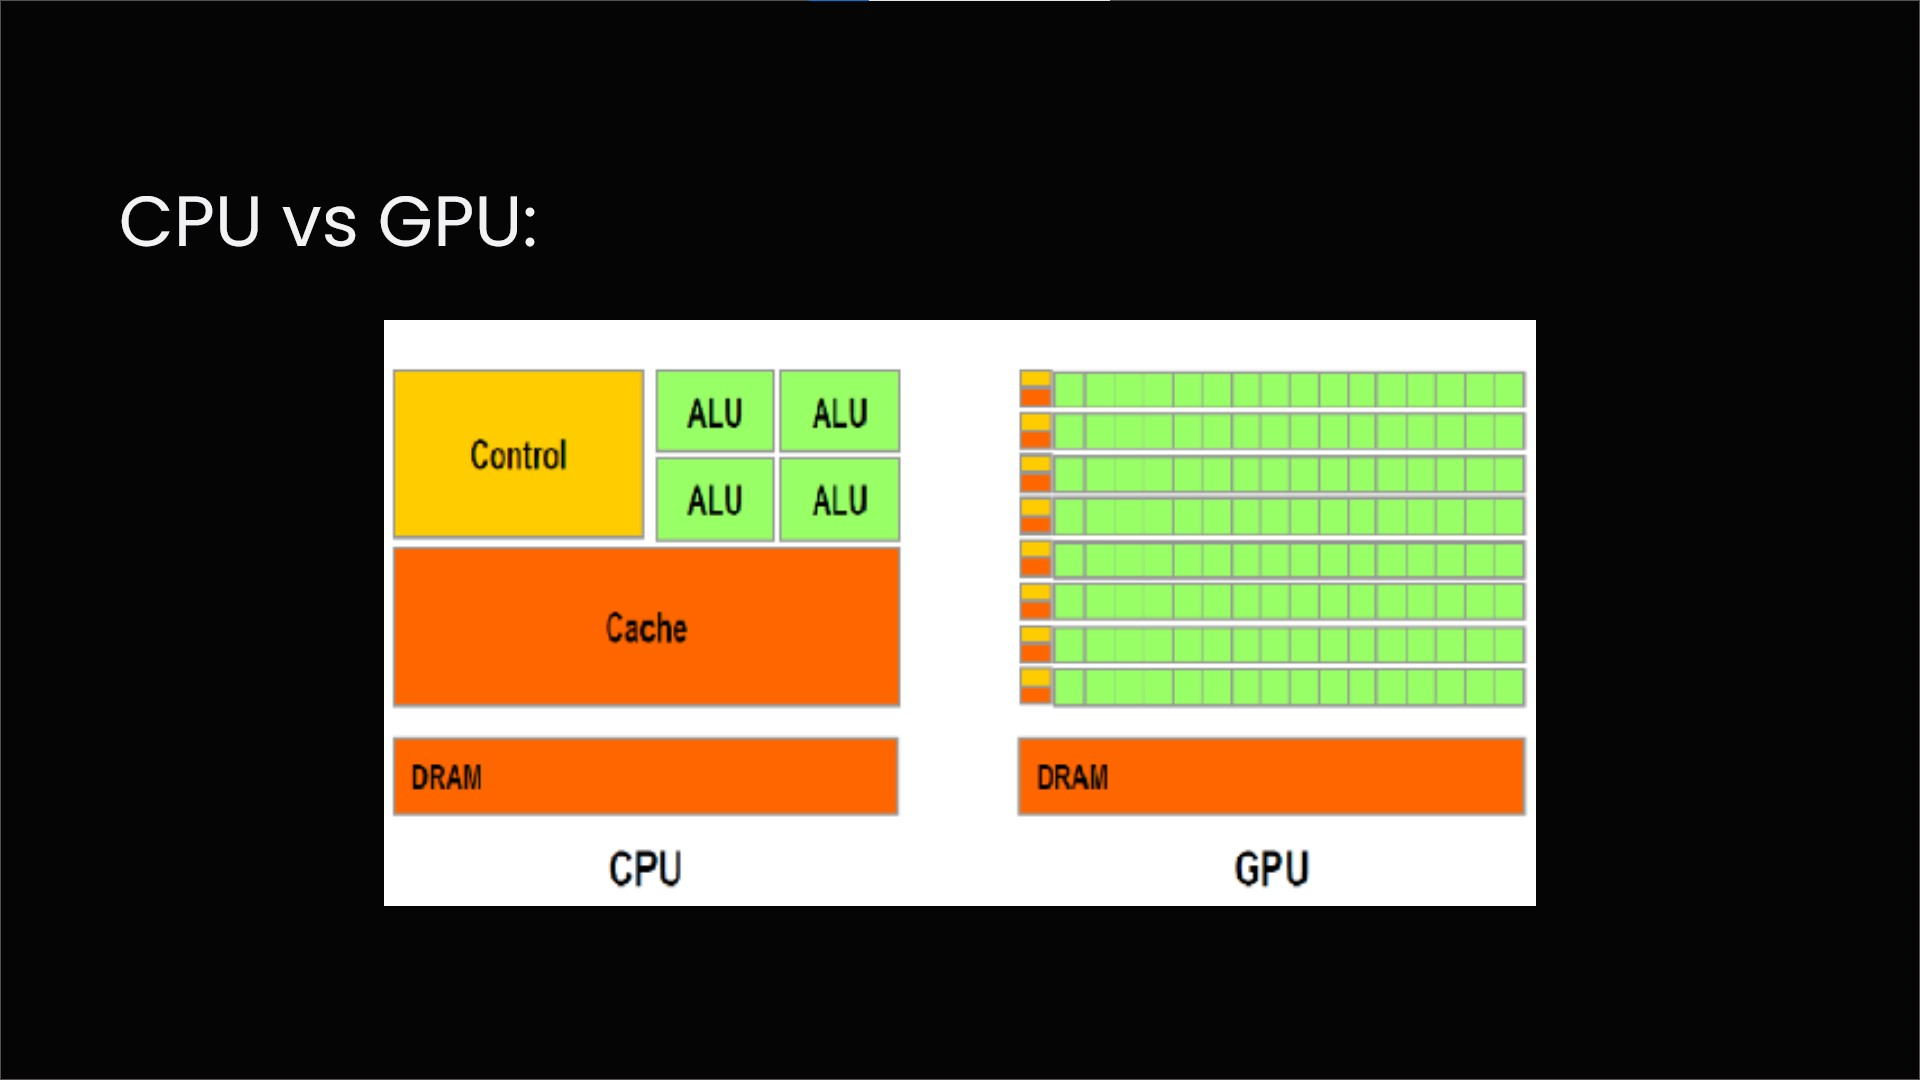 CPU vs GPU:
Control
ALU ALU
ALU ALU
Cache
DRAM
CPU
DRAM
GPU